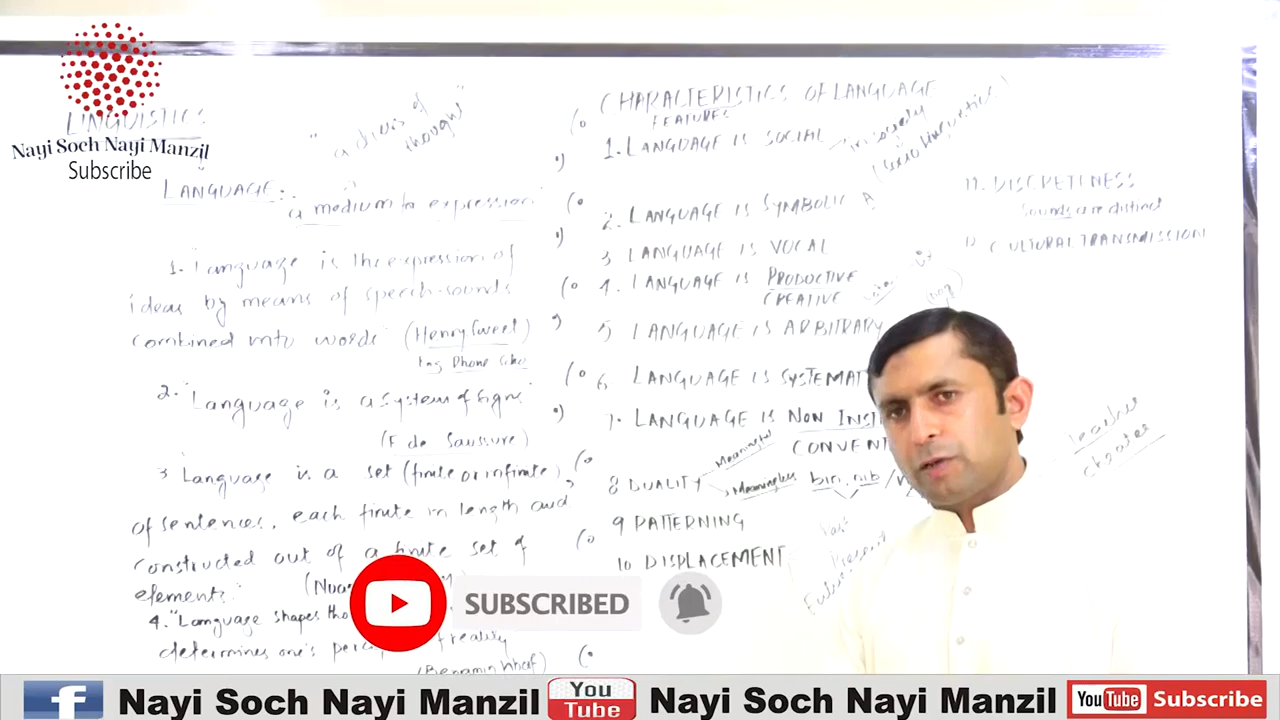 LINGUISTICS
Nayi Soch Nayi Manzil
Subscribe
"a dress of
thought"
LANGUAGE:
a medium to expression
1. "Language is the expression of
ideas by means of speech-sounds
combined into words" (Henry Sweet)
2. "Language is a system of signs"
(F de Saussure)
3 Language is a set (finite or infinite)
of sentences, each finite in length and
constructed out of a finite set of
element"
4. "Language shapes
determines one's
reality
(Benjamin Whorf)
CHARACTERISTICS OF LANGUAGE
FEATURES
1. LANGUAGE IS SOCIAL
in society
2. LANGUAGE IS SYMBOLIC
3 LANGUAGE IS VOCAL
4. LANGUAGE IS PRODUCTIVE
CREATIVE
5 LANGUAGE IS ARBITRARY
6 LANGUAGE IS SYSTEMAT
7. LANGUAGE IS NON INST
CONVENT
8 DUALITY
Meaningful
Meaningless bin, nib /
9 PATTERNING
10 DISPLACEMENT
Past
Present
Future
11. DISCRETENESS
Sounds are distinct
CULTURAL TRANSMISSION
teacher
SUBSCRIBED
f Nayi Soch Nayi Manzil You Tube Nayi Soch Nayi Manzil YouTube Subscribe